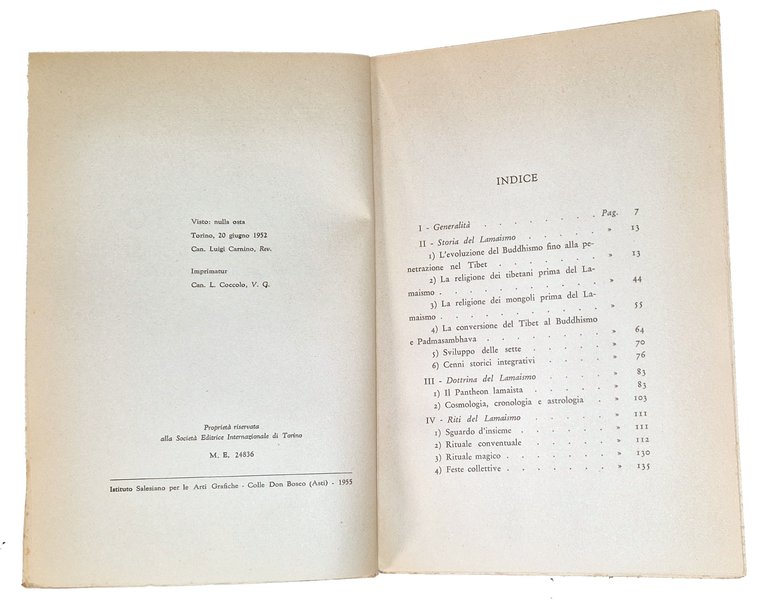 Visto: nulla osta
Torino, 20 giugno 1952
Can. Luigi Carnino, Rev.
Imprimatur
Can. L. Coccolo, V. G.
Proprietà riservata
alla Società Editrice Internazionale di Torino
M. E. 24836
Istituto Salesiano per le Arti Grafiche - Colle Don Bosco (Asti) - 1955
INDICE
I - Generalità . . . . . . . Pag. 7
II - Storia del Lamaismo . . . . . . » 13
1) L'evoluzione del Buddhismo fino alla pe-
netrazione nel Tibet . . . . . . » 13
2) La religione dei tibetani prima del La-
maismo . . . . . . . . » 44
3) La religione dei mongoli prima del La-
maismo . . . . . . . . » 55
4) La conversione del Tibet al Buddhismo
e Padmasambhava . . . . . . » 64
5) Sviluppo delle sette . . . . . » 70
6) Cenni storici integrativi . . . . » 76
III - Dottrina del Lamaismo . . . . . » 83
1) Il Pantheon lamaista . . . . . » 83
2) Cosmologia, cronologia e astrologia . » 103
IV - Riti del Lamaismo . . . . . . » 111
1) Sguardo d'insieme . . . . . » 111
2) Rituale conventuale . . . . . » 112
3) Rituale magico . . . . . . » 130
4) Feste collettive . . . . . . » 135